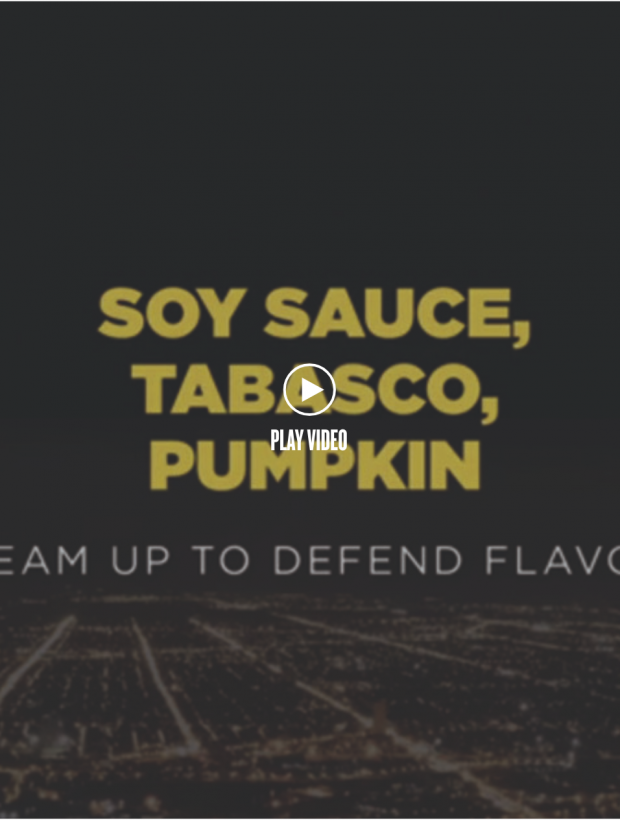 SOY SAUCE,
TABASCO,
PLAY VIDEO
PUMPKIN
EAM UP TO DEFEND FLAVO